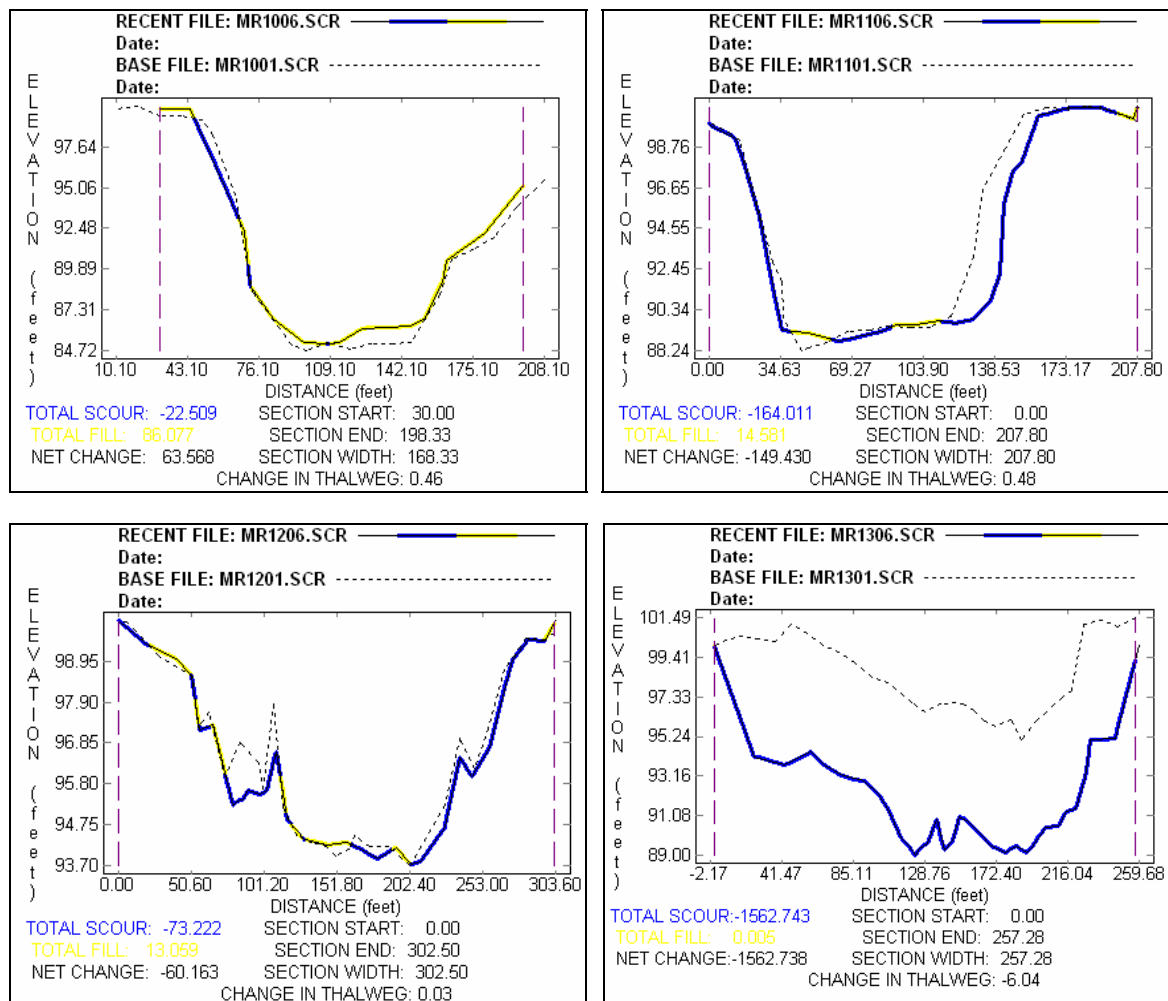 RECENT FILE: MR1006.SCR
Date:
BASE FILE: MR1001.SCR
Date:
ELEVATION (feet)
97.64
95.06
92.48
89.89
87.31
84.72
10.10 43.10 76.10 109.10 142.10 175.10 208.10
DISTANCE (feet)
TOTAL SCOUR: -22.509 SECTION START: 30.00
TOTAL FILL: 86.077 SECTION END: 198.33
NET CHANGE: 63.568 SECTION WIDTH: 168.33
CHANGE IN THALWEG: 0.46
RECENT FILE: MR1106.SCR
Date:
BASE FILE: MR1101.SCR
Date:
ELEVATION (feet)
98.76
96.65
94.55
92.45
90.34
88.24
0.00 34.63 69.27 103.90 138.53 173.17 207.80
DISTANCE (feet)
TOTAL SCOUR: -164.011 SECTION START: 0.00
TOTAL FILL: 14.581 SECTION END: 207.80
NET CHANGE: -149.430 SECTION WIDTH: 207.80
CHANGE IN THALWEG: 0.48
RECENT FILE: MR1206.SCR
Date:
BASE FILE: MR1201.SCR
Date:
ELEVATION (feet)
98.95
97.90
96.85
95.80
94.75
93.70
0.00 50.60 101.20 151.80 202.40 253.00 303.60
DISTANCE (feet)
TOTAL SCOUR: -73.222 SECTION START: 0.00
TOTAL FILL: 13.059 SECTION END: 302.50
NET CHANGE: -60.163 SECTION WIDTH: 302.50
CHANGE IN THALWEG: 0.03
RECENT FILE: MR1306.SCR
Date:
BASE FILE: MR1301.SCR
Date:
ELEVATION (feet)
101.49
99.41
97.33
95.24
93.16
91.08
89.00
-2.17 41.47 85.11 128.76 172.40 216.04 259.68
DISTANCE (feet)
TOTAL SCOUR:-1562.743 SECTION START: 0.00
TOTAL FILL: 0.005 SECTION END: 257.28
NET CHANGE:-1562.738 SECTION WIDTH: 257.28
CHANGE IN THALWEG: -6.04